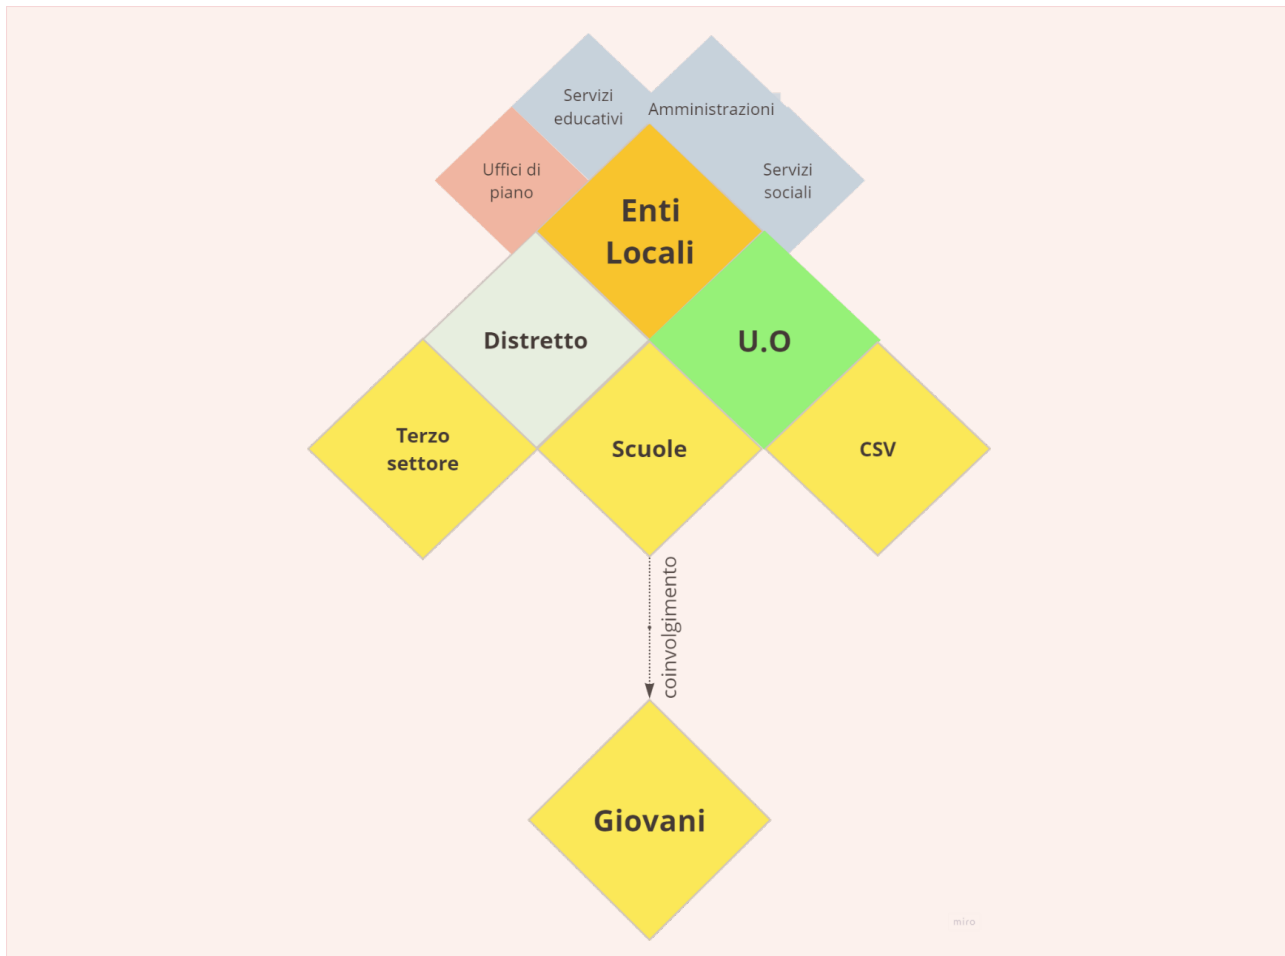 Servizi
educativi
Amministrazioni
Uffici di
piano
Servizi
sociali
Enti
Locali
Distretto
U.O
Terzo
settore
Scuole
CSV
coinvolgimento
Giovani
miro